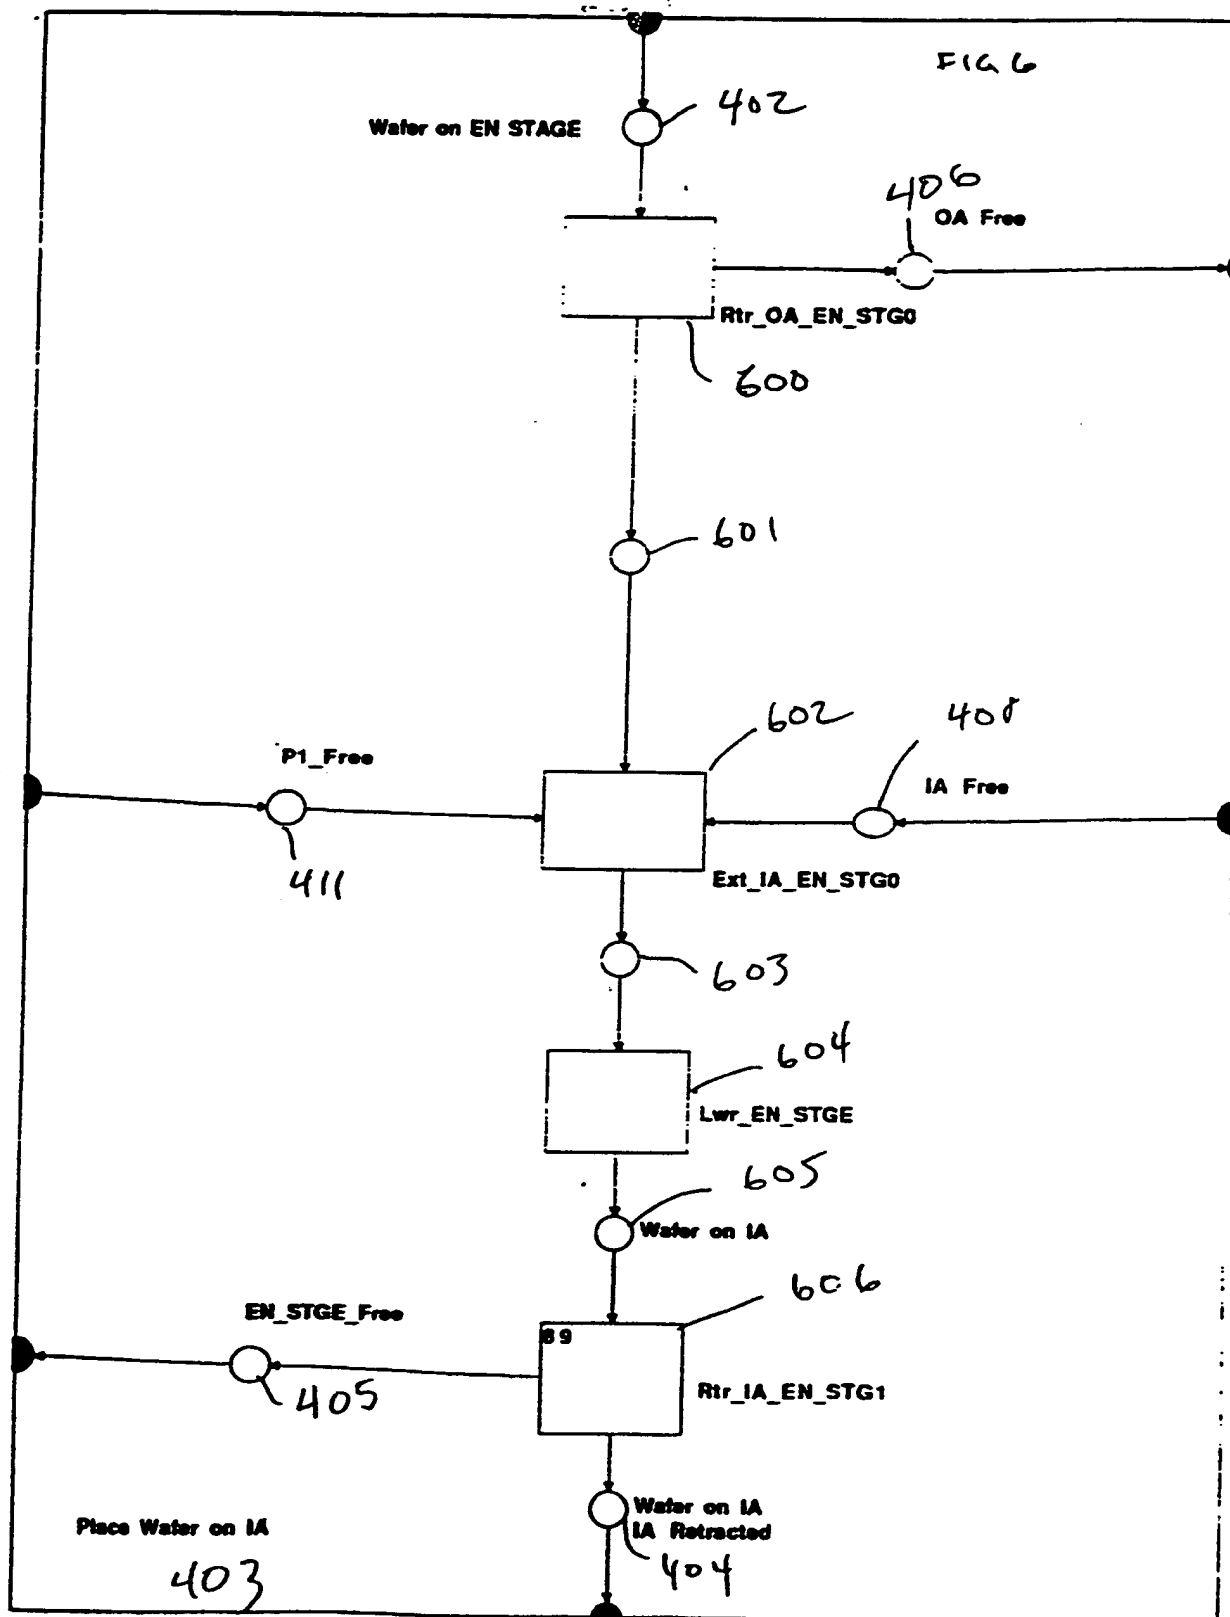 FIG 6
402
Wafer on EN STAGE
406
OA Free
Rtr_OA_EN_STG0
600
601
602
408
P1_Free
IA Free
411
Ext_IA_EN_STG0
603
604
Lwr_EN_STGE
605
Wafer on IA
606
EN_STGE_Free
89
405
Rtr_IA_EN_STG1
Wafer on IA
IA Retracted
Place Wafer on IA
404
403